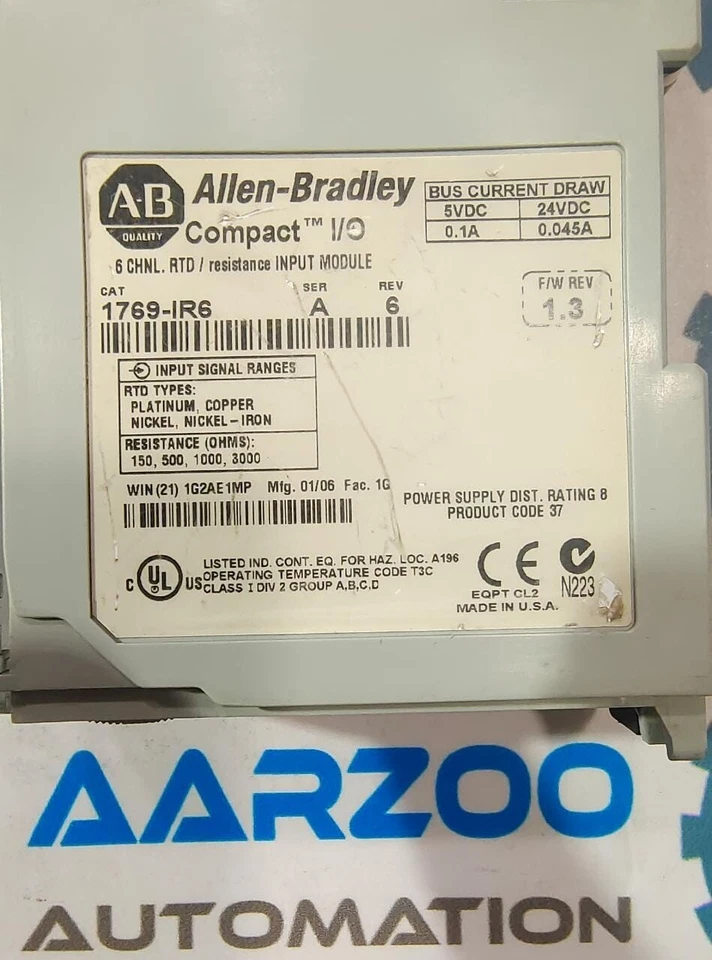 A·B
QUALITY
Allen-Bradley
Compact™ I/O
BUS CURRENT DRAW
5VDC 24VDC
0.1A 0.045A
6 CHNL. RTD / resistance INPUT MODULE
CAT SER REV
1769-IR6 A 6
F/W REV
1.3
INPUT SIGNAL RANGES
RTD TYPES:
PLATINUM, COPPER
NICKEL, NICKEL-IRON
RESISTANCE (OHMS):
150, 500, 1000, 3000
WIN (21) 1G2AE1MP Mfg. 01/06 Fac. 1G
POWER SUPPLY DIST. RATING 8
PRODUCT CODE 37
C UL US
LISTED IND. CONT. EQ. FOR HAZ. LOC. A196
OPERATING TEMPERATURE CODE T3C
CLASS I DIV 2 GROUP A,B,C,D
CE
EQPT CL2
MADE IN U.S.A.
N223
AARZOO
AUTOMATION